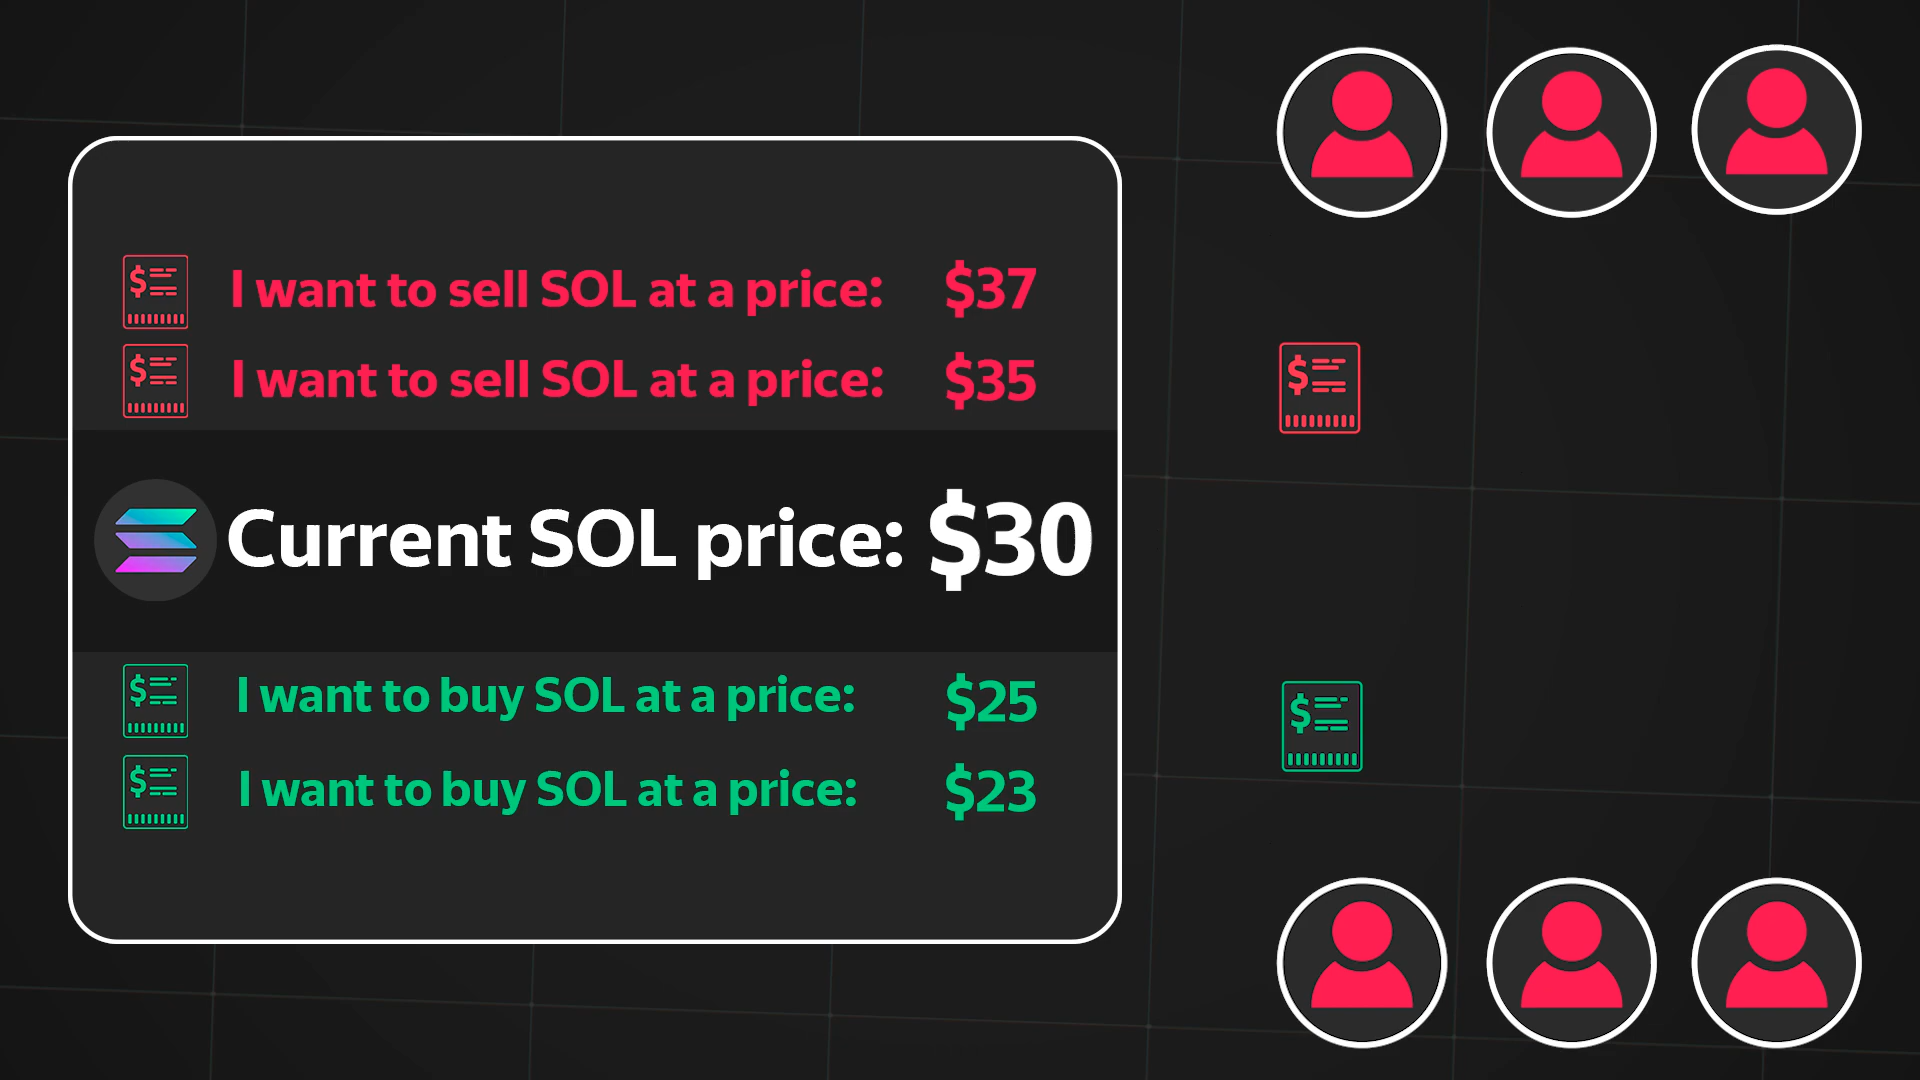 I want to sell SOL at a price: $37
I want to sell SOL at a price: $35
Current SOL price: $30
I want to buy SOL at a price: $25
I want to buy SOL at a price: $23